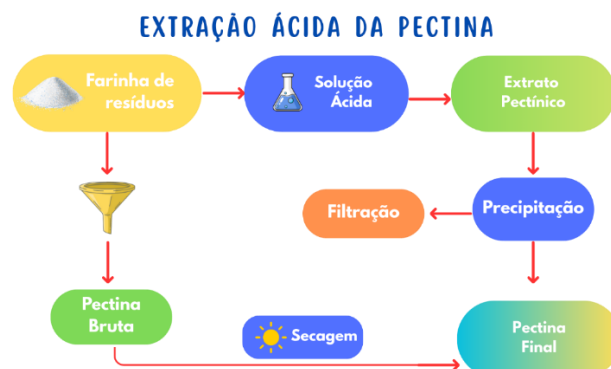 EXTRAÇÃO ÁCIDA DA PECTINA
Farinha de
resíduos
Solução
Ácida
Extrato
Pectínico
Filtração
Precipitação
Pectina
Bruta
Secagem
Pectina
Final